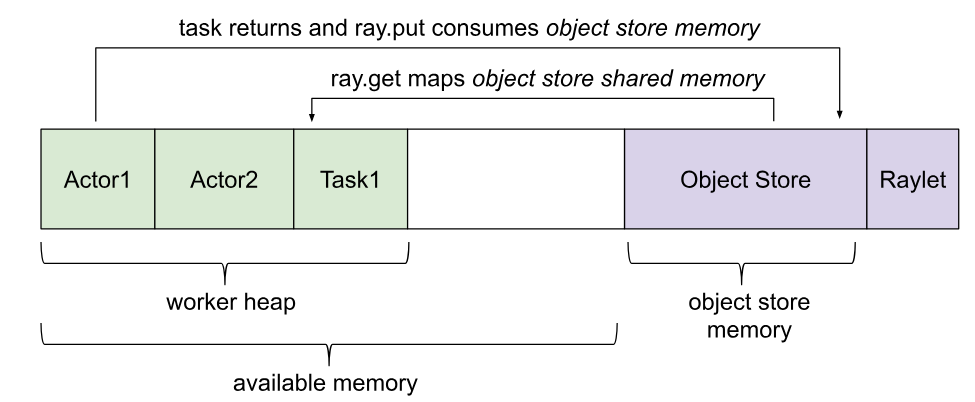 task returns and ray.put consumes object store memory
ray.get maps object store shared memory
Actor1
Actor2
Task1
Object Store
Raylet
worker heap
object store
memory
available memory